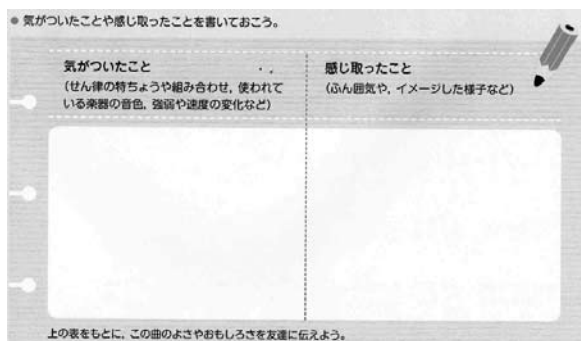 ● 気がついたことや感じ取ったことを書いておこう。
気がついたこと
(せん律の特ちょうや組み合わせ, 使われて
いる楽器の音色, 強弱や速度の変化など)
感じ取ったこと
(ふん囲気や, イメージした様子など)
上の表をもとに, この曲のよさやおもしろさを友達に伝えよう。